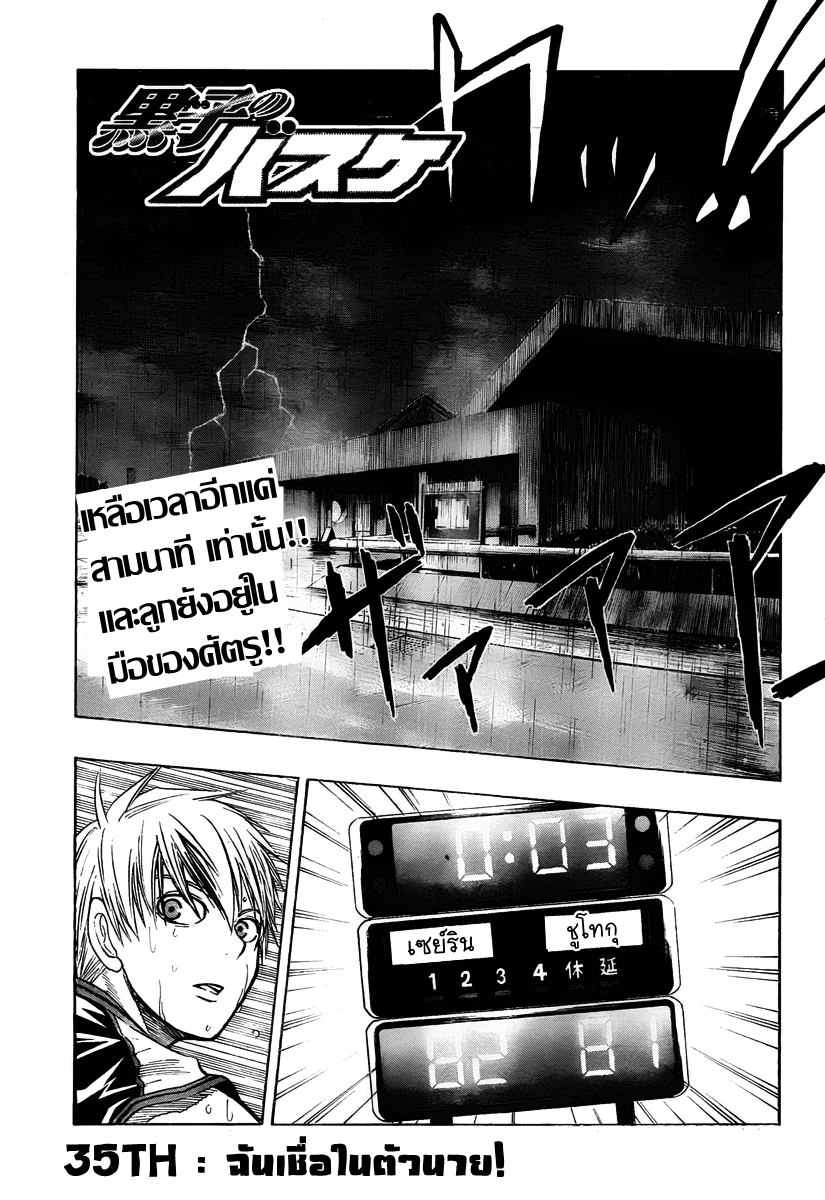 黒子の
バスケ
ワッ!!
ザアアア
เหลือเวลาอีกแค่
สามนาที เท่านั้น!!
และลูกยังอยู่ใน
มือของศัตรู!!
0:03
เซย์ริน ชูโทกุ
1 2 3 4 休 延
82 81
35TH : ฉันเชื่อในตัวนาย!